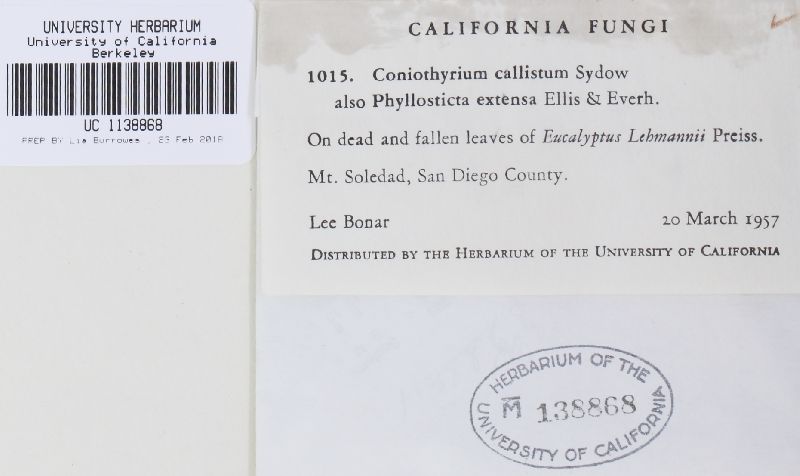 UNIVERSITY HERBARIUM
University of California
Berkeley
UC 1138868
PREP BY Lia Burrowes , 23 Feb 2018
CALIFORNIA FUNGI
1015. Coniothyrium callistum Sydow
also Phyllosticta extensa Ellis & Everh.
On dead and fallen leaves of Eucalyptus Lehmannii Preiss.
Mt. Soledad, San Diego County.
Lee Bonar 20 March 1957
DISTRIBUTED BY THE HERBARIUM OF THE UNIVERSITY OF CALIFORNIA
HERBARIUM OF THE
M 138868
UNIVERSITY OF CALIFORNIA